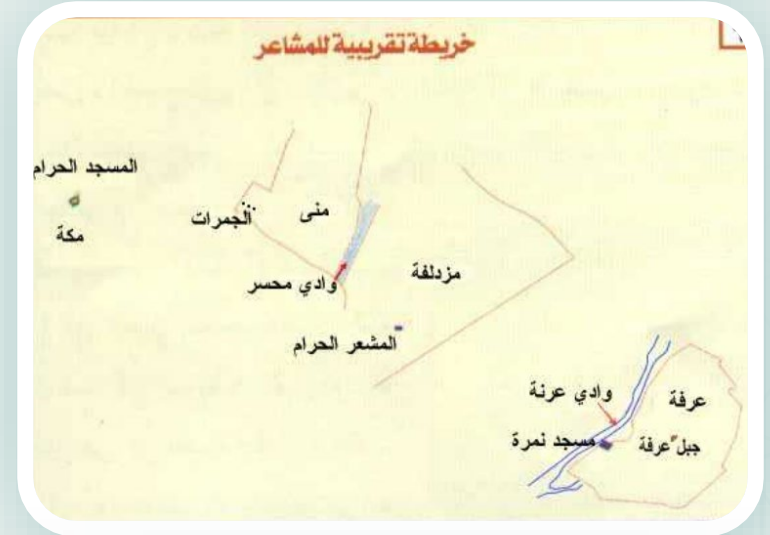 خريطة تقريبية للمشاعر
المسجد الحرام
مكة
الجمرات
منى
وادي محسر
مزدلفة
المشعر الحرام
وادي عرنة
عرفة
مسجد نمرة
جبل عرفة